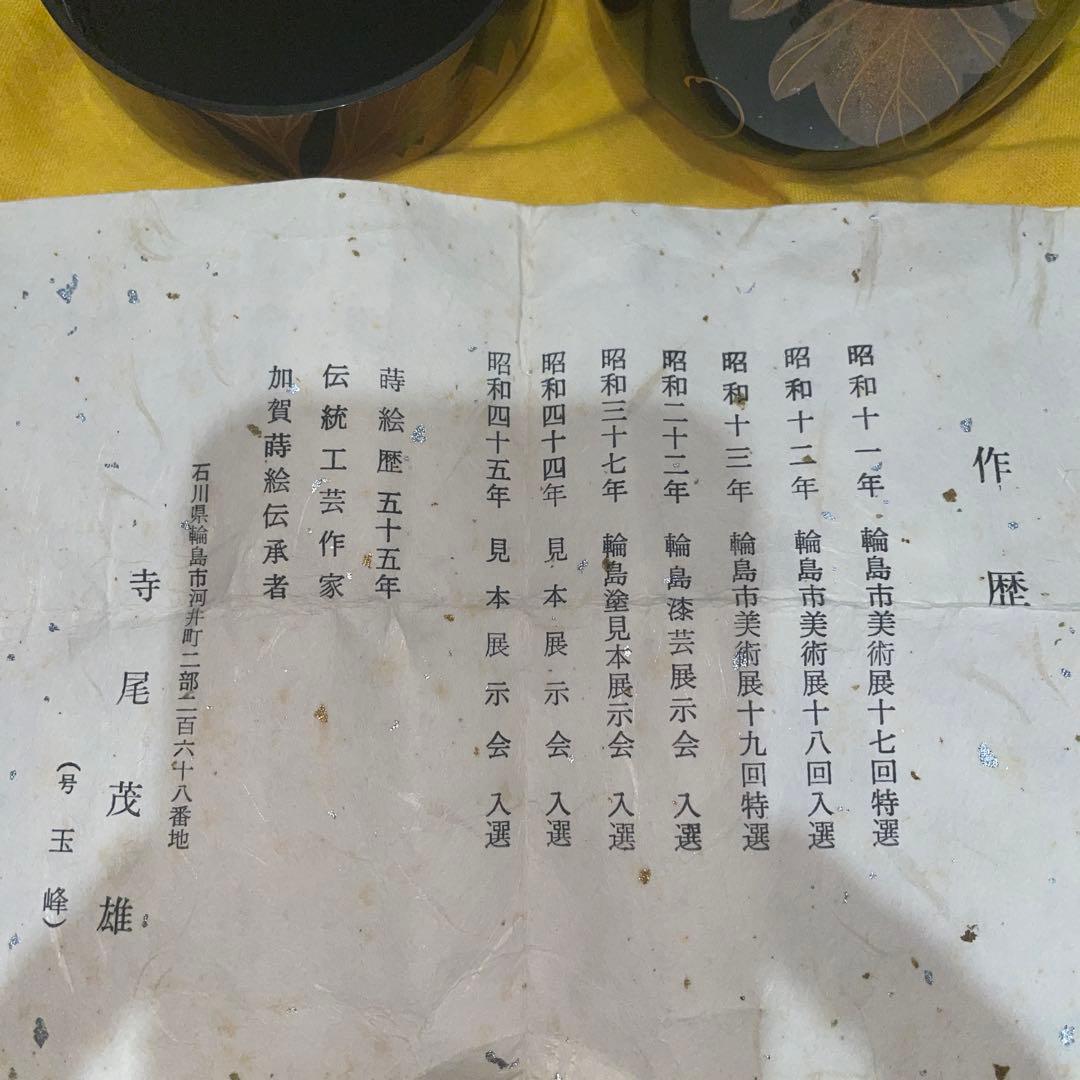 作歴
昭和十一年 輪島市美術展十七回特選
昭和十二年 輪島市美術展十八回入選
昭和十三年 輪島市美術展十九回特選
昭和二十二年 輪島漆芸展示会 入選
昭和三十七年 輪島塗見本展示会 入選
昭和四十四年 見本展示会 入選
昭和四十五年 見本展示会 入選
蒔絵歴五十五年
伝統工芸作家
加賀蒔絵伝承者
石川県輪島市河井町二部二百六十八番地
寺尾茂雄
(号玉峰)